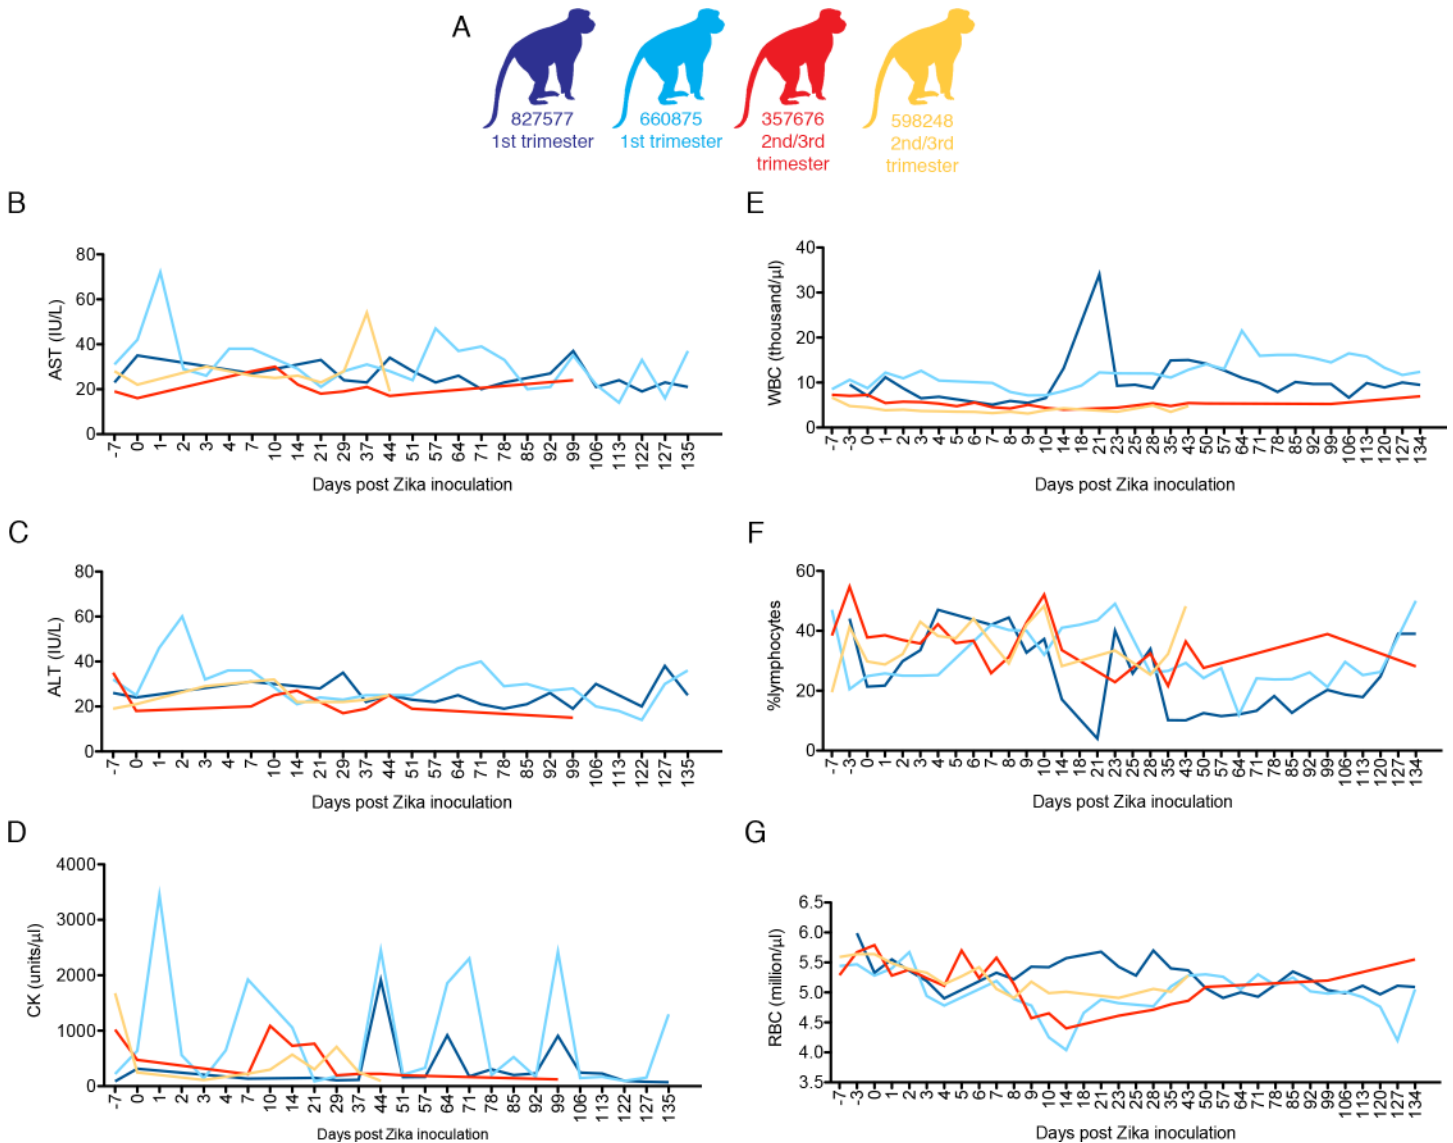 A
827577
1st trimester
660875
1st trimester
357676
2nd/3rd
trimester
598248
2nd/3rd
trimester
B
AST (IU/L)
80
60
40
20
0
-7 0 1 2 3 4 7 10 14 21 29 37 44 51 57 64 71 78 85 92 99 106 113 122 127 135
Days post Zika inoculation
C
ALT (IU/L)
80
60
40
20
0
-7 0 1 2 3 4 7 10 14 21 29 37 44 51 57 64 71 78 85 92 99 106 113 122 127 135
Days post Zika inoculation
D
CK (units/µl)
4000
3000
2000
1000
0
-7 0 1 2 3 4 7 10 14 21 29 37 44 51 57 64 71 78 85 92 99 106 113 122 127 135
Days post Zika inoculation
E
WBC (thousand/µl)
40
30
20
10
0
-7 -3 0 1 2 3 4 5 6 7 8 9 10 14 18 21 23 25 28 35 43 50 57 64 71 78 85 92 99 106 113 120 127 134
Days post Zika inoculation
F
%lymphocytes
60
40
20
0
-7 -3 0 1 2 3 4 5 6 7 8 9 10 14 18 21 23 25 28 35 43 50 57 64 71 78 85 92 99 106 113 120 127 134
Days post Zika inoculation
G
RBC (million/µl)
6.5
6.0
5.5
5.0
4.5
4.0
3.5
-7 -3 0 1 2 3 4 5 6 7 8 9 10 14 18 21 23 25 28 35 43 50 57 64 71 78 85 92 99 106 113 120 127 134
Days post Zika inoculation